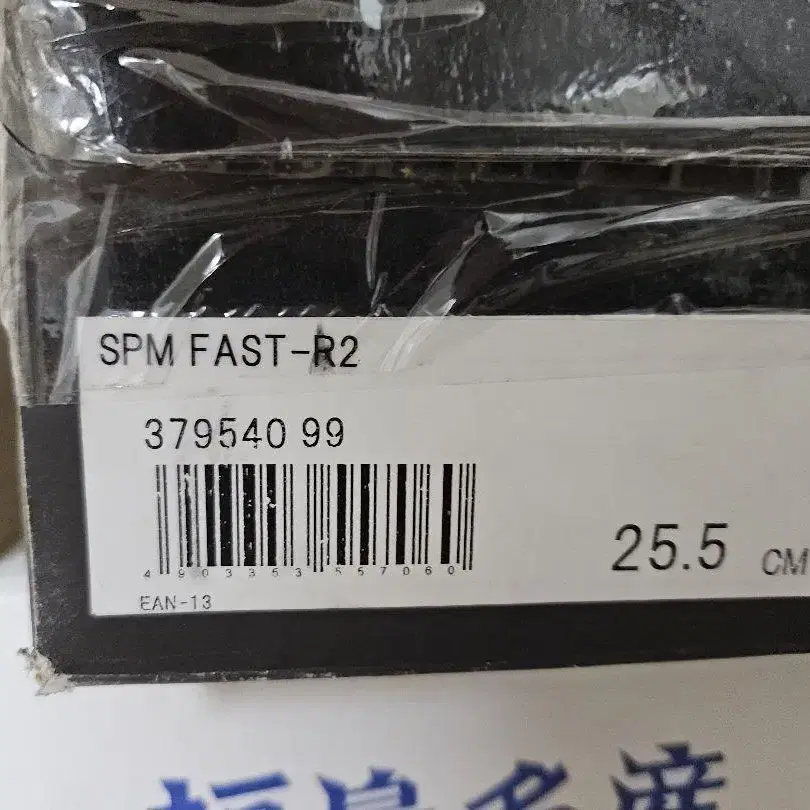 SPM FAST-R2
379540 99
4 903353 557060
EAN-13
25.5 CM